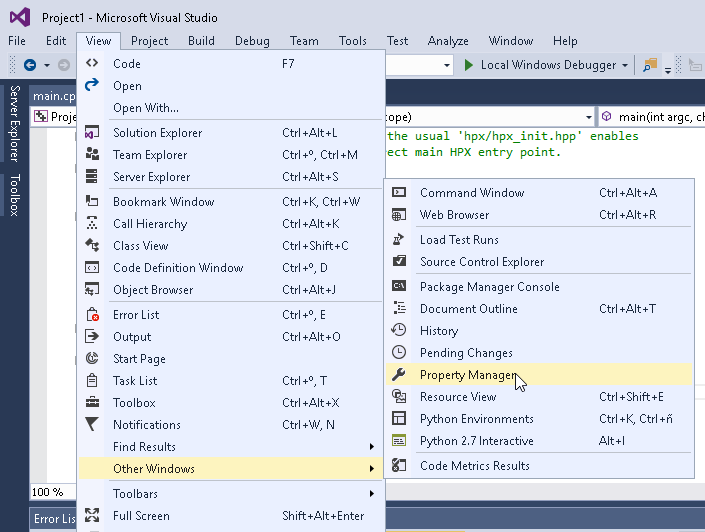 Project1 - Microsoft Visual Studio
File Edit View Project Build Debug Team Tools Test Analyze Window Help
Local Windows Debugger
Server Explorer
Toolbox
main.cp
Proje
cope)
main(int argc, ch
the usual 'hpx/hpx_init.hpp' enables
ect main HPX entry point.
Code F7
Open
Open With...
Solution Explorer Ctrl+Alt+L
Team Explorer Ctrl+º, Ctrl+M
Server Explorer Ctrl+Alt+S
Bookmark Window Ctrl+K, Ctrl+W
Call Hierarchy Ctrl+Alt+K
Class View Ctrl+Shift+C
Code Definition Window Ctrl+º, D
Object Browser Ctrl+Alt+J
Error List Ctrl+º, E
Output Ctrl+Alt+O
Start Page
Task List Ctrl+º, T
Toolbox Ctrl+Alt+X
Notifications Ctrl+W, N
Find Results
Other Windows
Toolbars
Full Screen Shift+Alt+Enter
Command Window Ctrl+Alt+A
Web Browser Ctrl+Alt+R
Load Test Runs
Source Control Explorer
Package Manager Console
Document Outline Ctrl+Alt+T
History
Pending Changes
Property Manager
Resource View Ctrl+Shift+E
Python Environments Ctrl+K, Ctrl+ñ
Python 2.7 Interactive Alt+I
Code Metrics Results
100 %
Error Lis